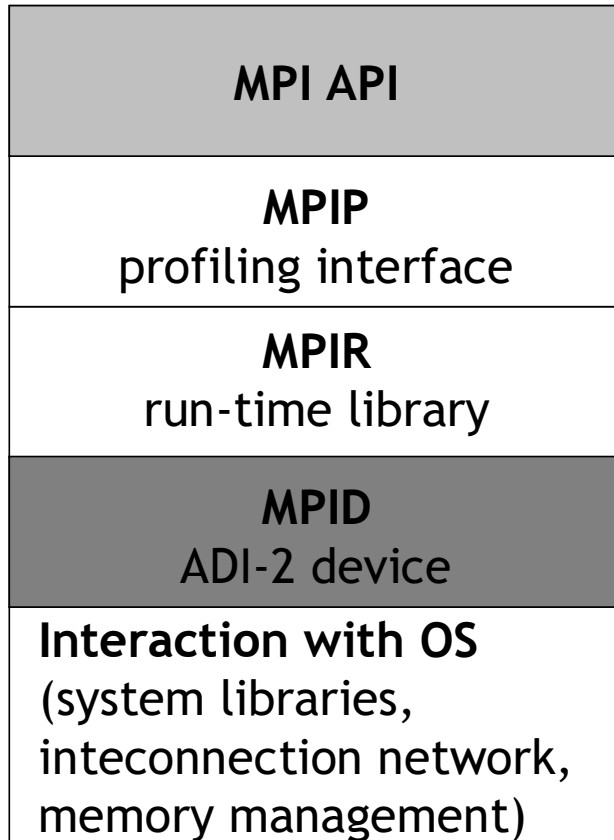 MPI API
MPIP
profiling interface
MPIR
run-time library
MPID
ADI-2 device
Interaction with OS
(system libraries,
inteconnection network,
memory management)